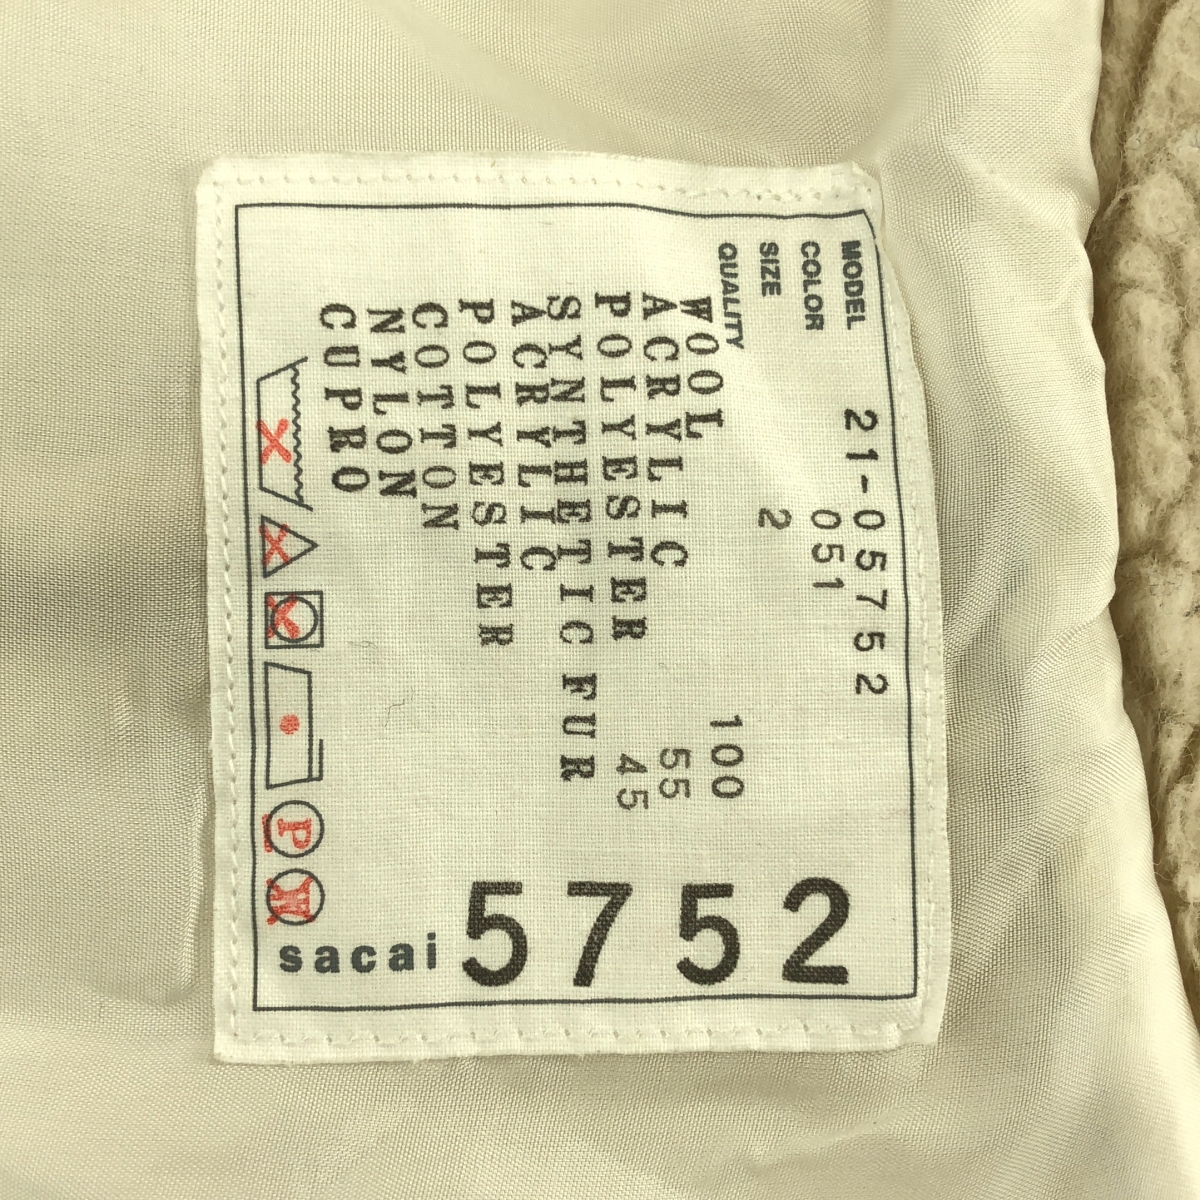 MODEL 21-05752
COLOR 051
SIZE 2
QUALITY
WOOL 100
ACRYLIC 55
POLYESTER 45
SYNTHETIC FUR
ACRYLIC
POLYESTER
COTTON
NYLON
CUPRO
P
W
sacai 5752